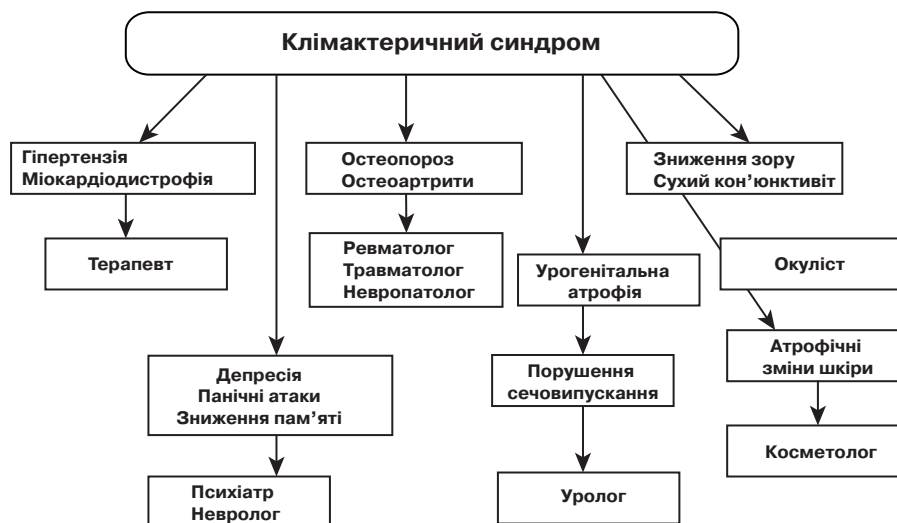 Клімактеричний синдром
Гіпертензія
Міокардіодистрофія
Остеопороз
Остеоартрити
Зниження зору
Сухий кон’юнктивіт
Терапевт
Ревматолог
Травматолог
Невропатолог
Урогенітальна
атрофія
Окуліст
Депресія
Панічні атаки
Зниження пам’яті
Порушення
сечовипускання
Атрофічні
зміни шкіри
Психіатр
Невролог
Уролог
Косметолог